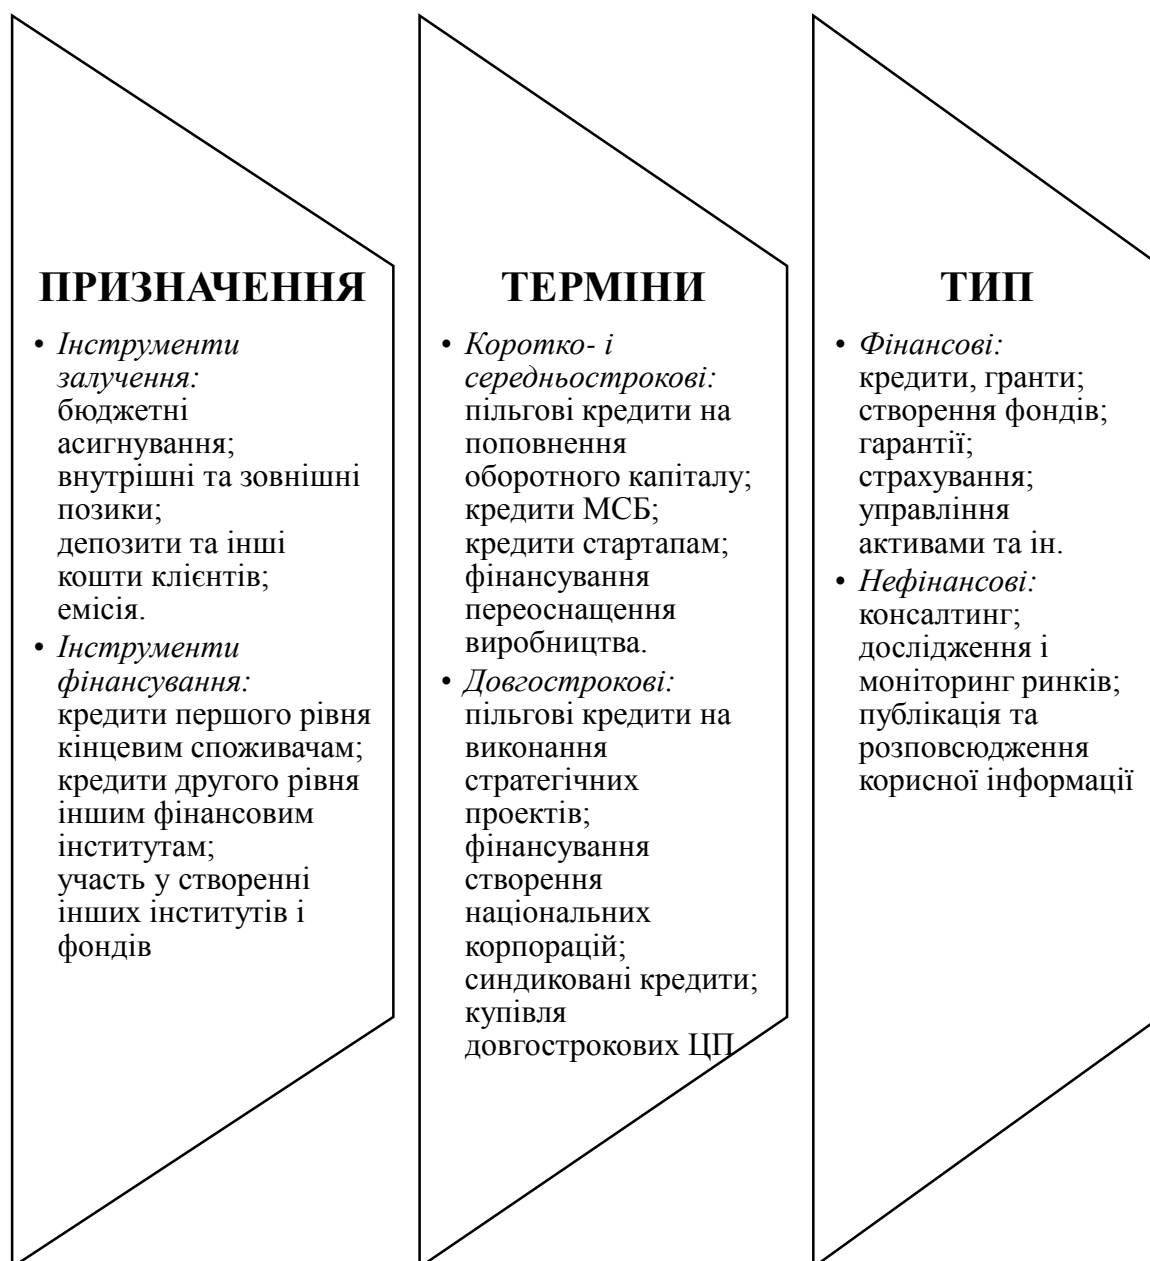 ПРИЗНАЧЕННЯ
• Інструменти
залучення:
бюджетні
асигнування;
внутрішні та зовнішні
позики;
депозити та інші
кошти клієнтів;
емісія.
• Інструменти
фінансування:
кредити першого рівня
кінцевим споживачам;
кредити другого рівня
іншим фінансовим
інститутам;
участь у створенні
інших інститутів і
фондів
ТЕРМІНИ
• Коротко- і
середньострокові:
пільгові кредити на
поповнення
оборотного капіталу;
кредити МСБ;
кредити стартапам;
фінансування
переоснащення
виробництва.
• Довгострокові:
пільгові кредити на
виконання
стратегічних
проектів;
фінансування
створення
національних
корпорацій;
синдиковані кредити;
купівля
довгострокових ЦП
ТИП
• Фінансові:
кредити, гранти;
створення фондів;
гарантії;
страхування;
управління
активами та ін.
• Нефінансові:
консалтинг;
дослідження і
моніторинг ринків;
публікація та
розповсюдження
корисної інформації